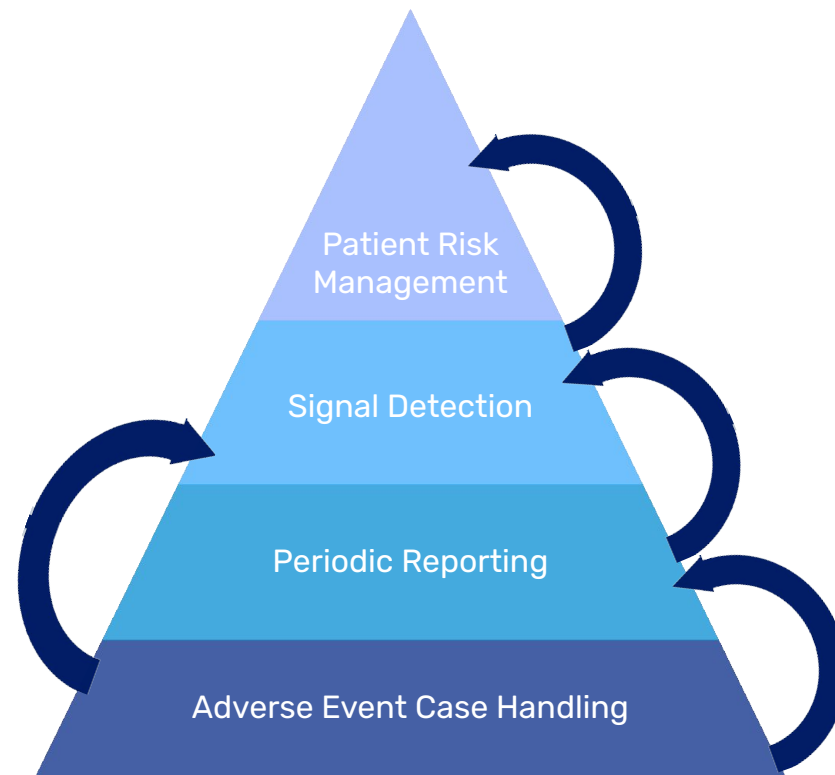 Patient Risk
Management
Signal Detection
Periodic Reporting
Adverse Event Case Handling